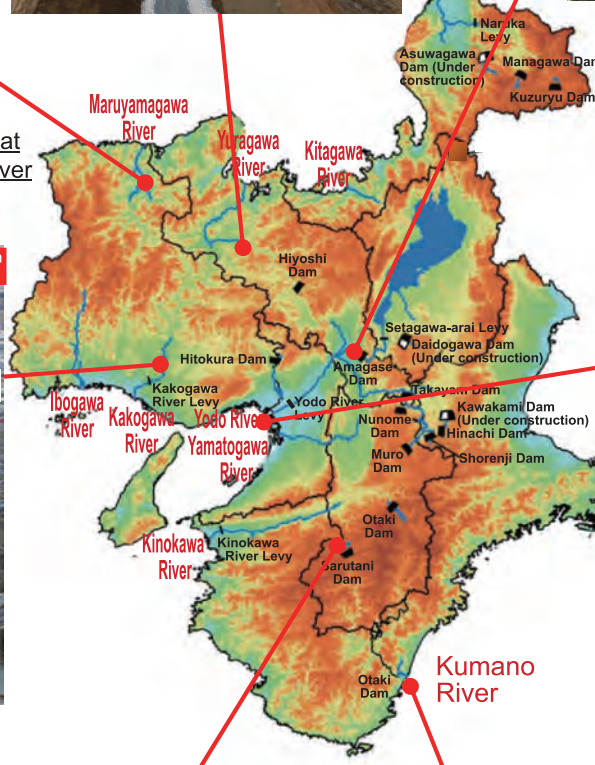 Naruka
Levy
Asuwagawa
Dam (Under
construction)
Managawa Dam
Kuzuryu Dam
Maruyamagawa
River
at
ver
Yuragawa
River
Kitagawa
River
Hiyoshi
Dam
Setagawa-arai Levy
Daidogawa Dam
(Under construction)
Hitokura Dam
Amagase
Dam
Kakogawa
River Levy
Ibogawa
River
Kakogawa
River
Yodo River
Levy
Yodo River
Yamatogawa
River
Takayam Dam
Nunome
Dam
Kawakami Dam
(Under construction)
Hinachi Dam
Muro
Dam
Shorenji Dam
Otaki
Dam
Kinokawa
River
Kinokawa
River Levy
Sarutani
Dam
Otaki
Dam
Kumano
River